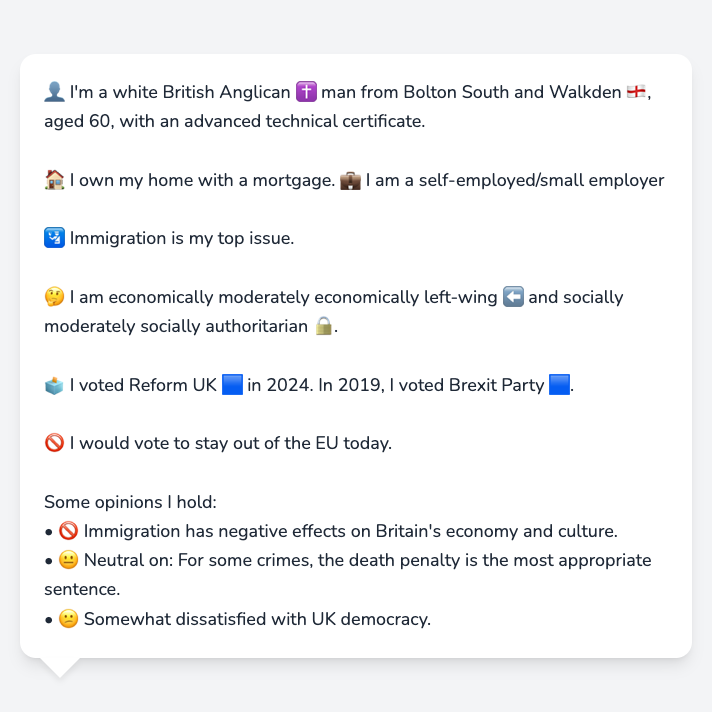 👤 I'm a white British Anglican ✝️ man from Bolton South and Walkden 🏴󠁧󠁢󠁥󠁮󠁧󠁿,
aged 60, with an advanced technical certificate.
🏠 I own my home with a mortgage. 💼 I am a self-employed/small employer
🛂 Immigration is my top issue.
🤔 I am economically moderately economically left-wing ⬅️ and socially
moderately socially authoritarian 🔒.
🗳️ I voted Reform UK 🟦 in 2024. In 2019, I voted Brexit Party 🟦.
🚫 I would vote to stay out of the EU today.
Some opinions I hold:
• 🚫 Immigration has negative effects on Britain's economy and culture.
• 😐 Neutral on: For some crimes, the death penalty is the most appropriate
sentence.
• 😕 Somewhat dissatisfied with UK democracy.